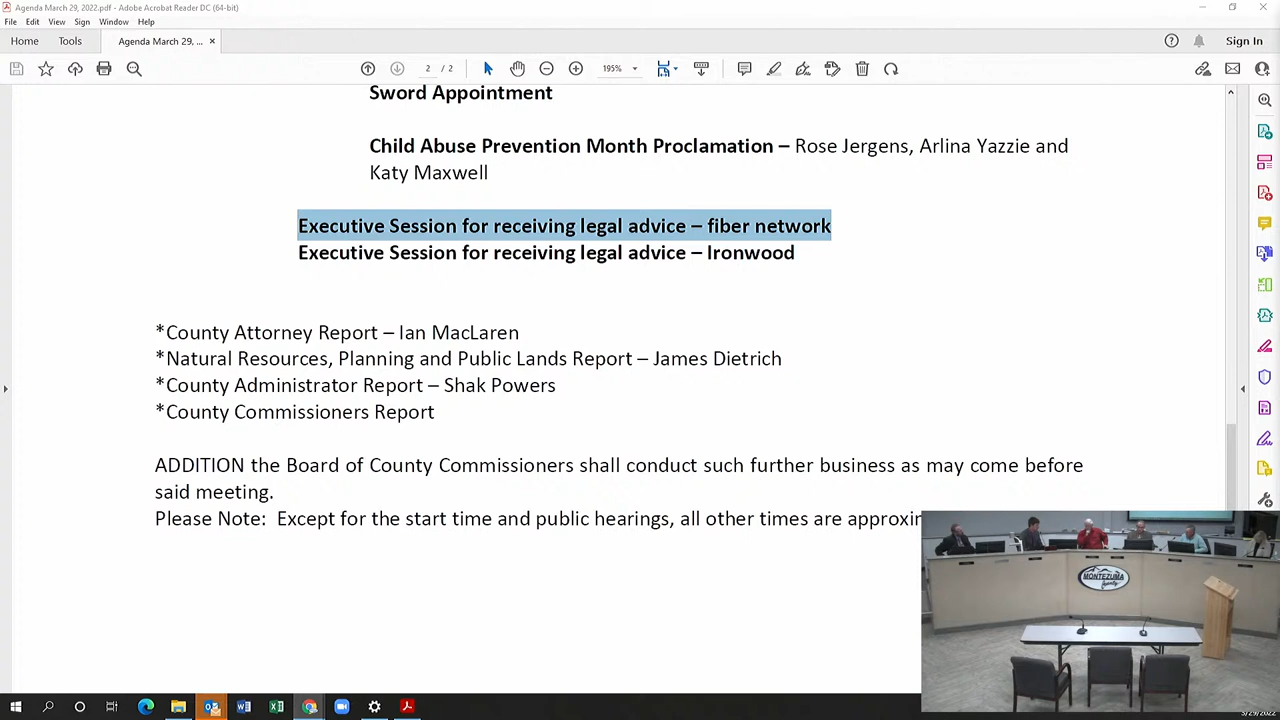 Agenda March 29, 2022.pdf - Adobe Acrobat Reader DC (64-bit)
File Edit View Sign Window Help
Home Tools Agenda March 29, ... × Sign In
2 / 2 195%
Sword Appointment
Child Abuse Prevention Month Proclamation – Rose Jergens, Arlina Yazzie and
Katy Maxwell
Executive Session for receiving legal advice – fiber network
Executive Session for receiving legal advice – Ironwood
*County Attorney Report – Ian MacLaren
*Natural Resources, Planning and Public Lands Report – James Dietrich
*County Administrator Report – Shak Powers
*County Commissioners Report
ADDITION the Board of County Commissioners shall conduct such further business as may come before
said meeting.
Please Note: Except for the start time and public hearings, all other times are
MONTEZUMA
County
3/29/2022